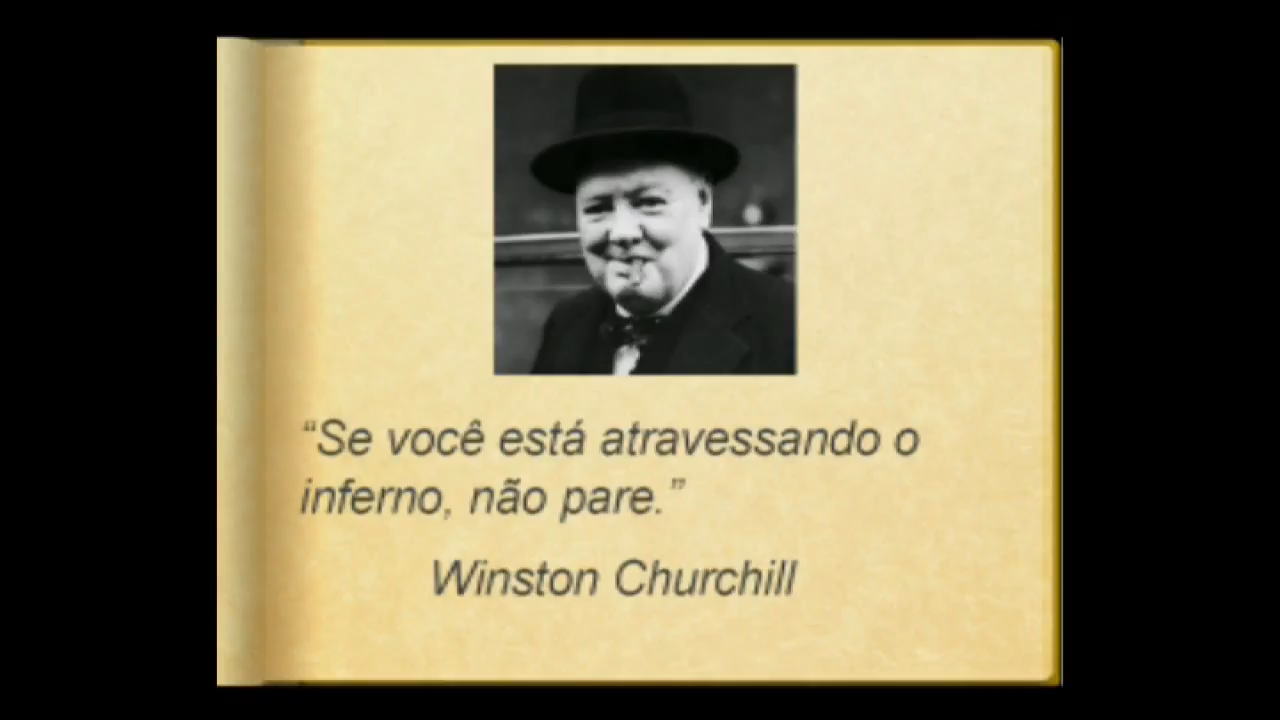 “Se você está atravessando o
inferno, não pare.”
Winston Churchill